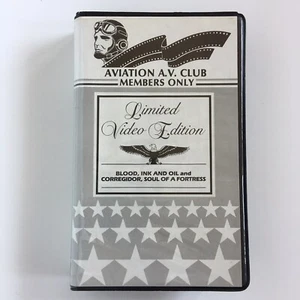 AVIATION A.V. CLUB
MEMBERS ONLY
Limited
Video Edition
BLOOD, INK AND OIL and
CORREGIDOR, SOUL OF A FORTRESS